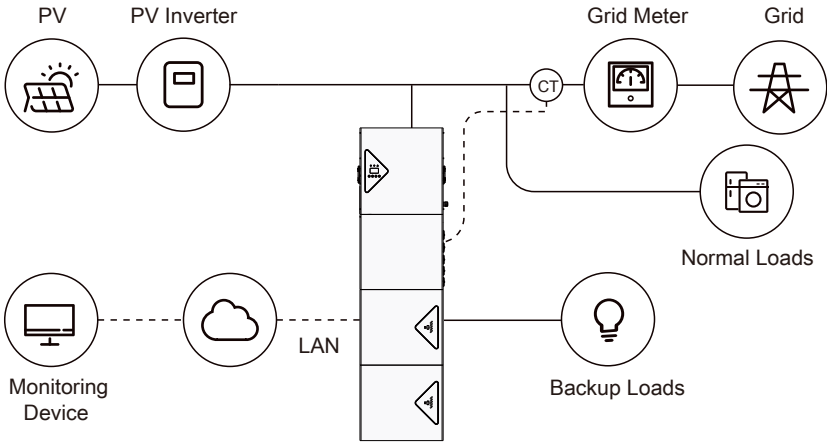 PV
PV Inverter
Grid Meter
Grid
CT
Normal Loads
LAN
Monitoring
Device
Backup Loads